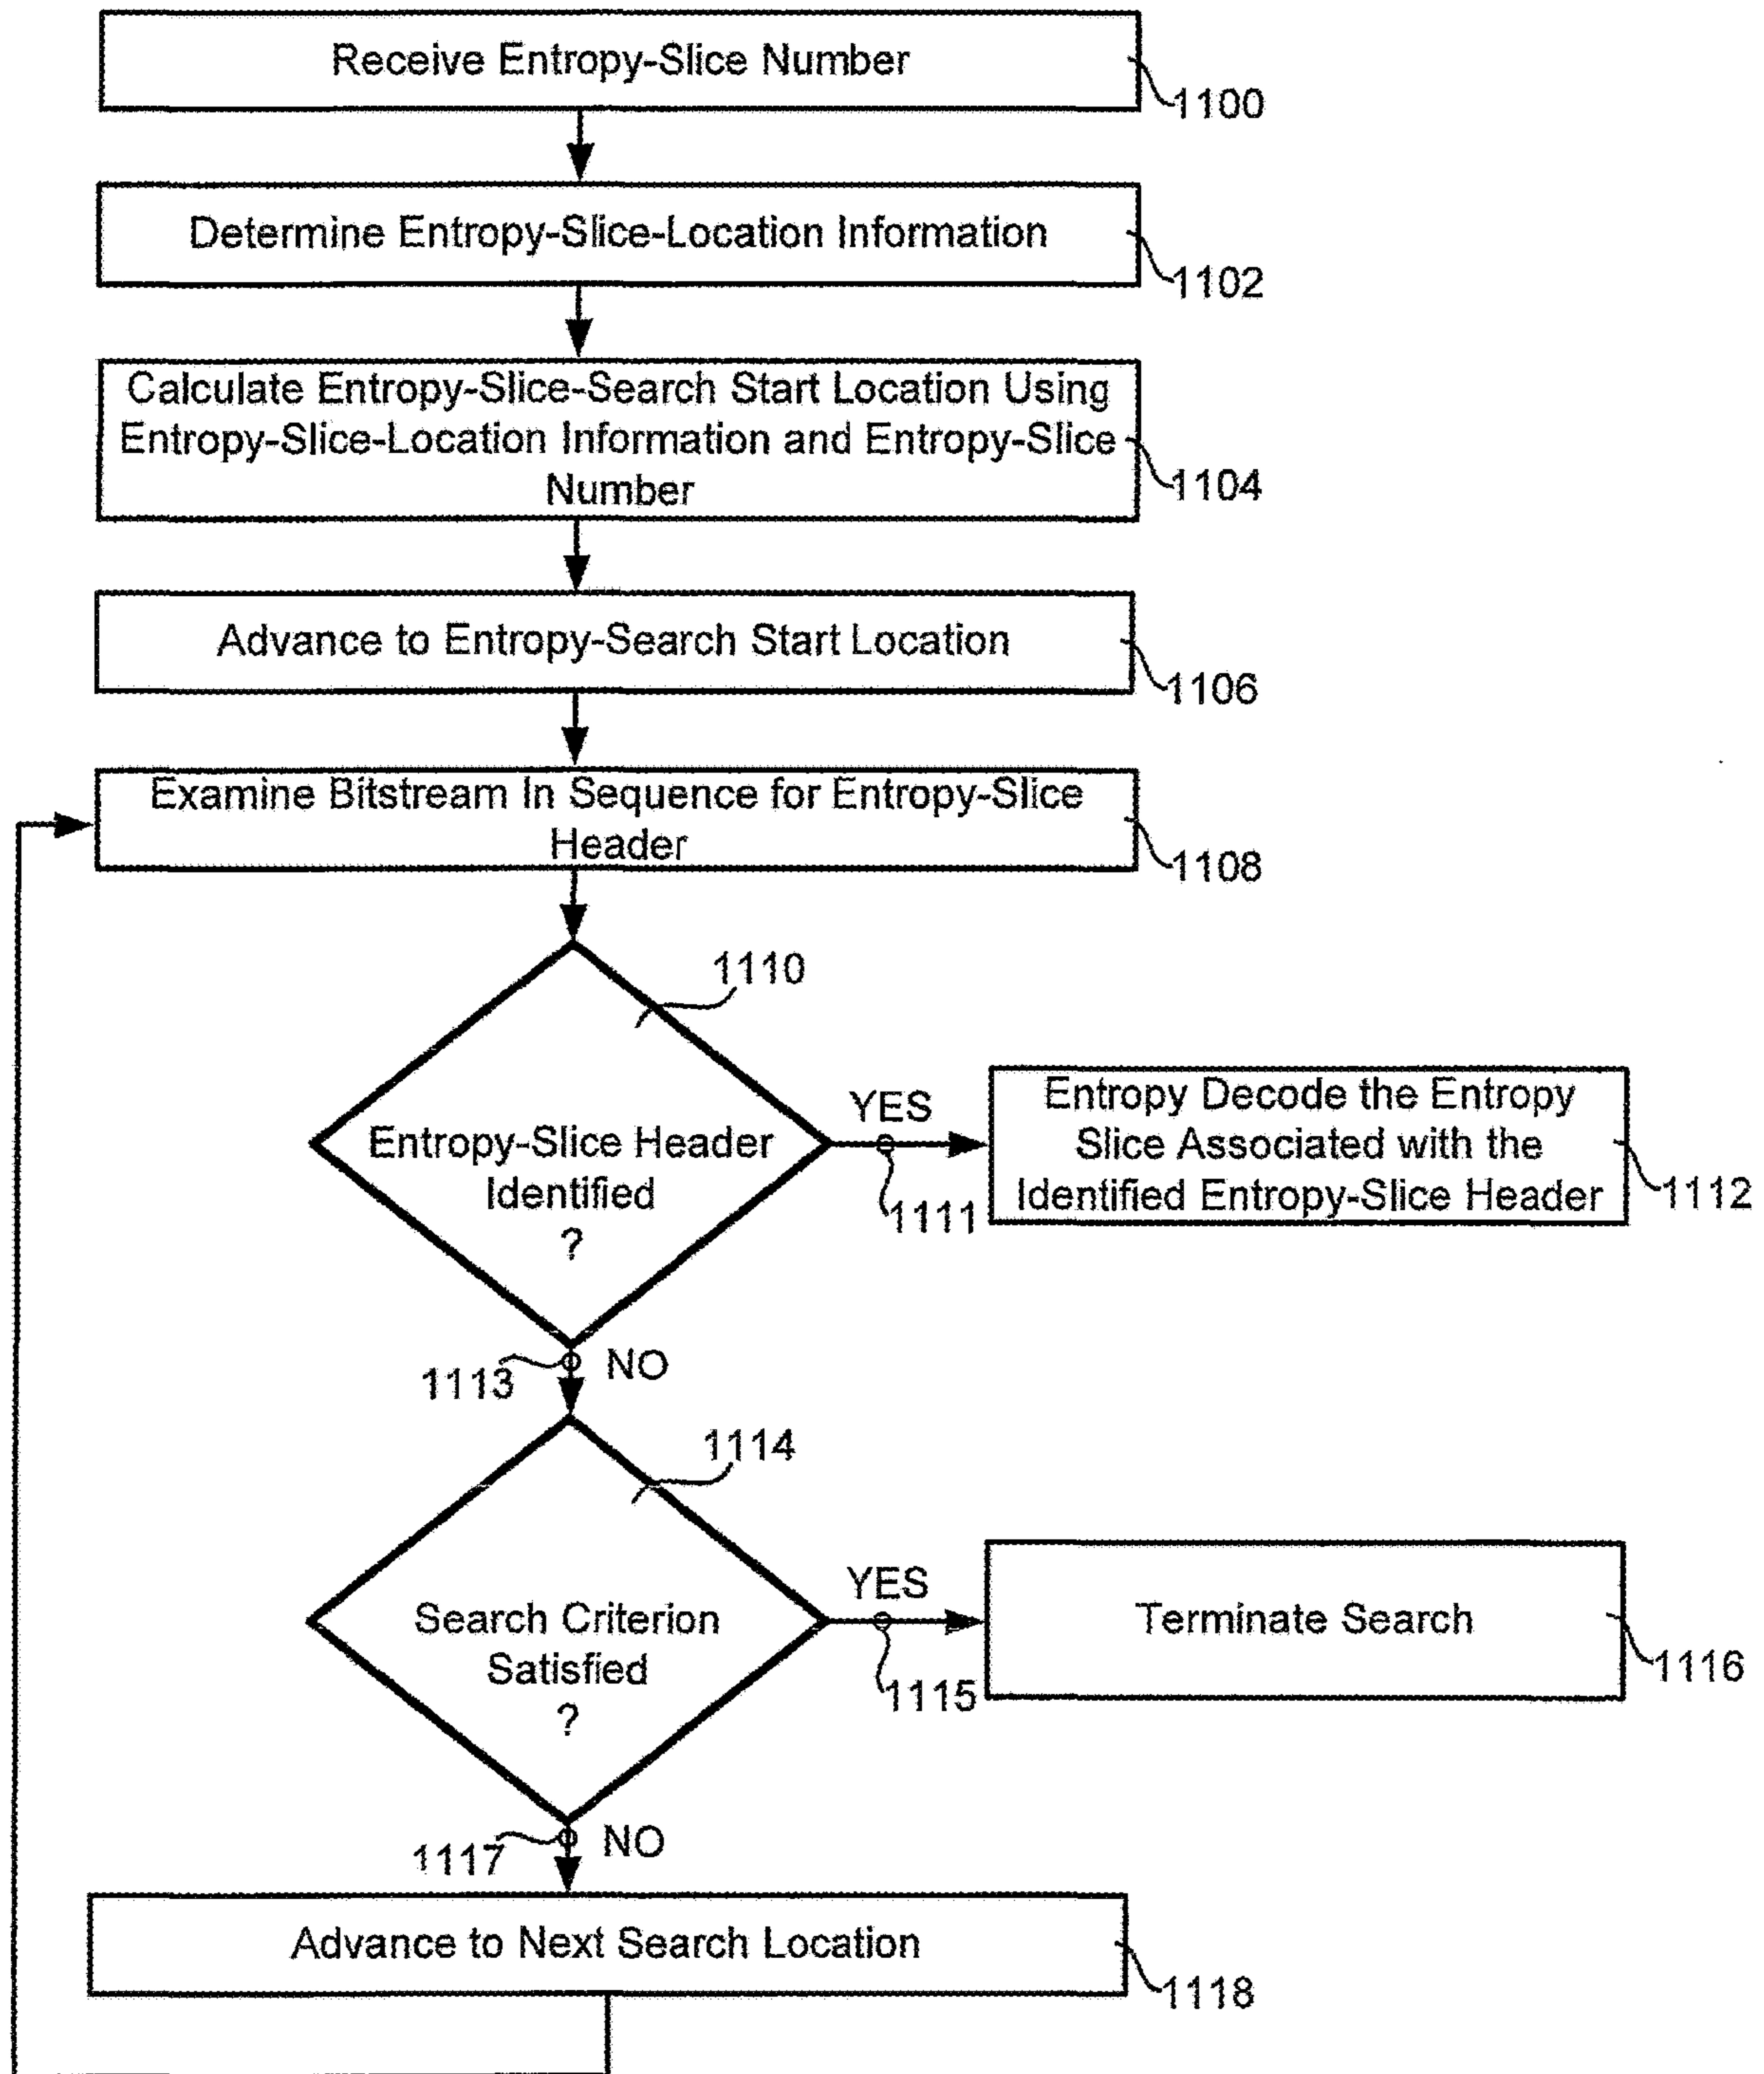 Receive Entropy-Slice Number
1100
Determine Entropy-Slice-Location Information
1102
Calculate Entropy-Slice-Search Start Location Using
Entropy-Slice-Location Information and Entropy-Slice
Number
1104
Advance to Entropy-Search Start Location
1106
Examine Bitstream In Sequence for Entropy-Slice
Header
1108
1110
Entropy-Slice Header
Identified
?
YES
1111
Entropy Decode the Entropy
Slice Associated with the
Identified Entropy-Slice Header
1112
1113
NO
1114
Search Criterion
Satisfied
?
YES
1115
Terminate Search
1116
1117
NO
Advance to Next Search Location
1118